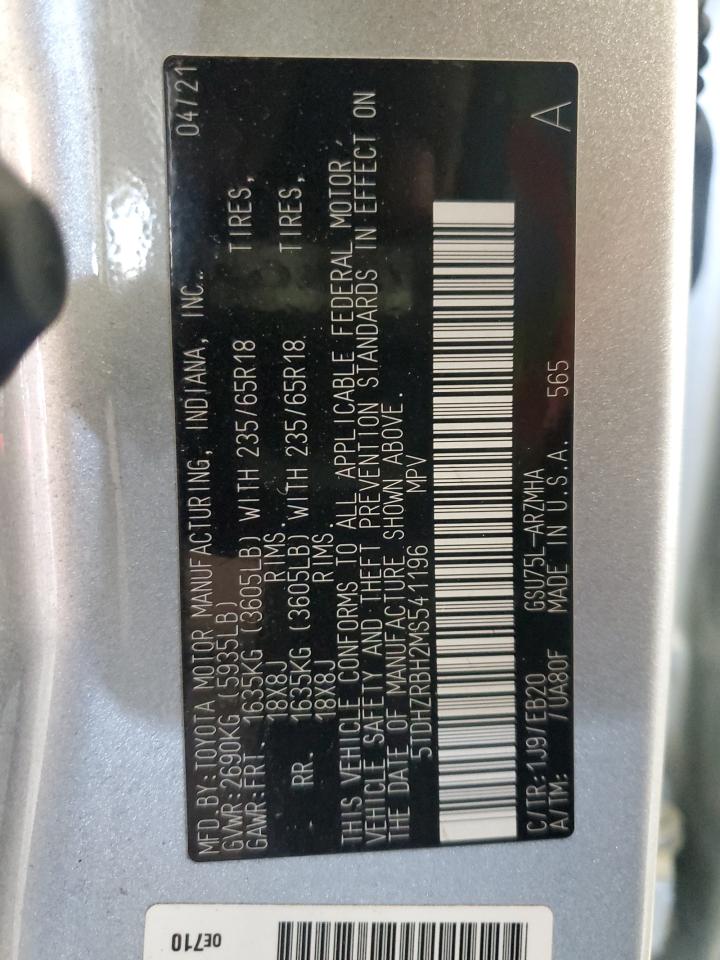 MFD.BY:TOYOTA MOTOR MANUFACTURING, INDIANA, INC. 04/21
GVWR:2690KG (5935LB)
GAWR:FRT. 1635KG (3605LB) WITH 235/65R18 TIRES,
18X8J RIMS.
RR. 1635KG (3605LB) WITH 235/65R18 TIRES,
18X8J RIMS.
THIS VEHICLE CONFORMS TO ALL APPLICABLE FEDERAL MOTOR
VEHICLE SAFETY AND THEFT PREVENTION STANDARDS IN EFFECT ON
THE DATE OF MANUFACTURE SHOWN ABOVE.
5TDHZRBH2MS541196 MPV
C/TR:1J9/EB20 GSU75L-ARZMHA
A/TM: /UA80F MADE IN U.S.A. 565 A
0E710